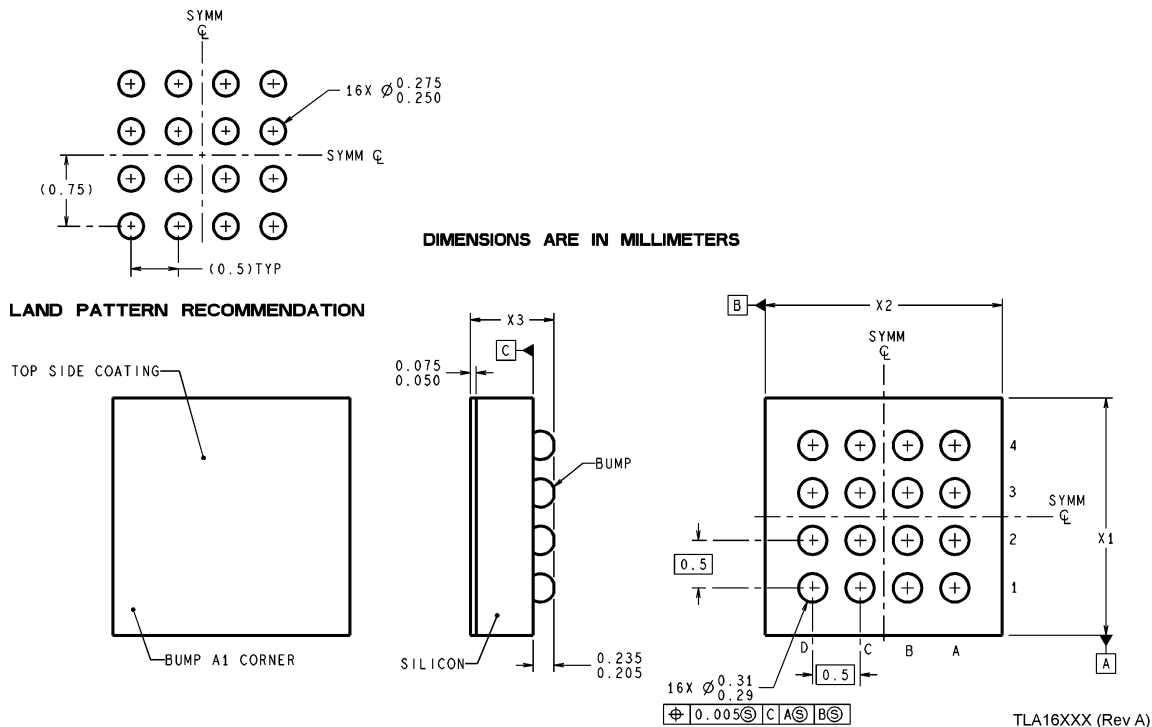 SYMM
℄
16X Ø 0.275
0.250
SYMM ℄
(0.75)
(0.5)TYP
DIMENSIONS ARE IN MILLIMETERS
LAND PATTERN RECOMMENDATION
TOP SIDE COATING
BUMP A1 CORNER
X3
C
0.075
0.050
BUMP
SILICON
0.235
0.205
B
X2
SYMM
℄
4
3
SYMM
℄
2
X1
0.5
1
D C B A
A
0.5
16X Ø 0.31
0.29
⌖ 0.005Ⓢ C AⓈ BⓈ
TLA16XXX (Rev A)